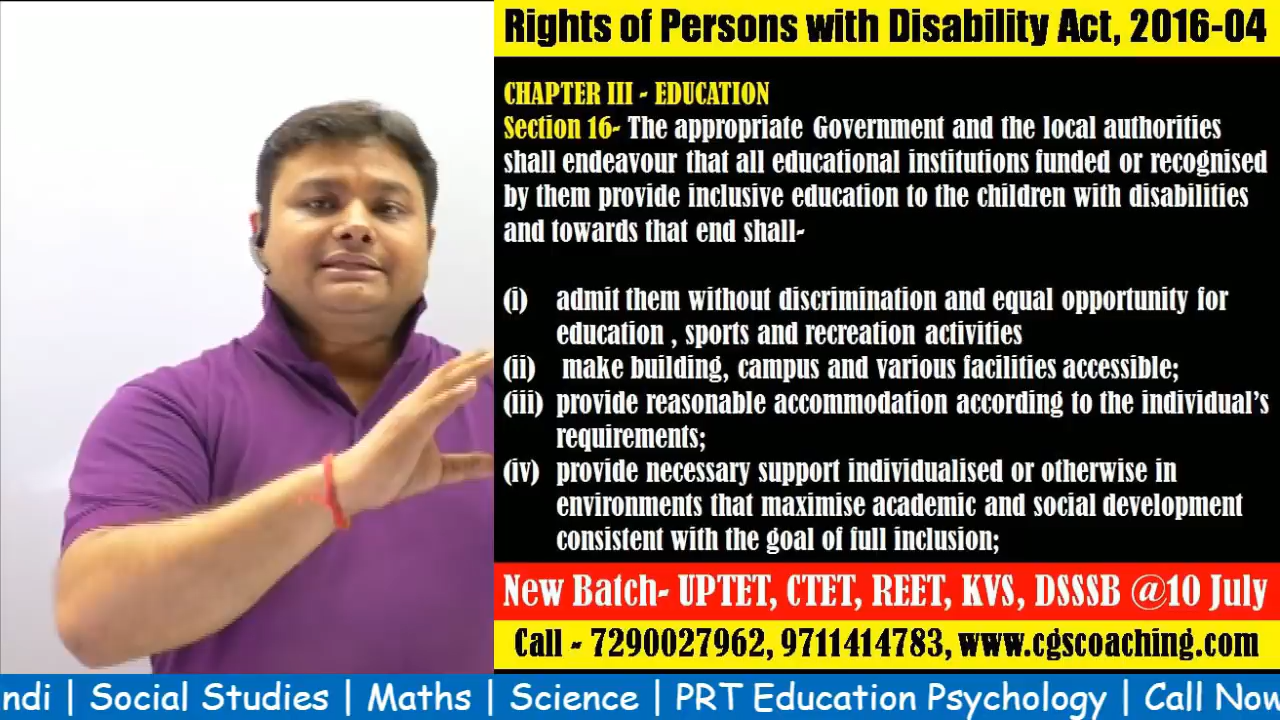 Rights of Persons with Disability Act, 2016-04
CHAPTER III - EDUCATION
Section 16- The appropriate Government and the local authorities
shall endeavour that all educational institutions funded or recognised
by them provide inclusive education to the children with disabilities
and towards that end shall-
(i) admit them without discrimination and equal opportunity for
education , sports and recreation activities
(ii) make building, campus and various facilities accessible;
(iii) provide reasonable accommodation according to the individual's
requirements;
(iv) provide necessary support individualised or otherwise in
environments that maximise academic and social development
consistent with the goal of full inclusion;
New Batch- UPTET, CTET, REET, KVS, DSSSB @10 July
Call - 7290027962, 9711414783, www.cgscoaching.com
ndi | Social Studies | Maths | Science | PRT Education Psychology | Call Now